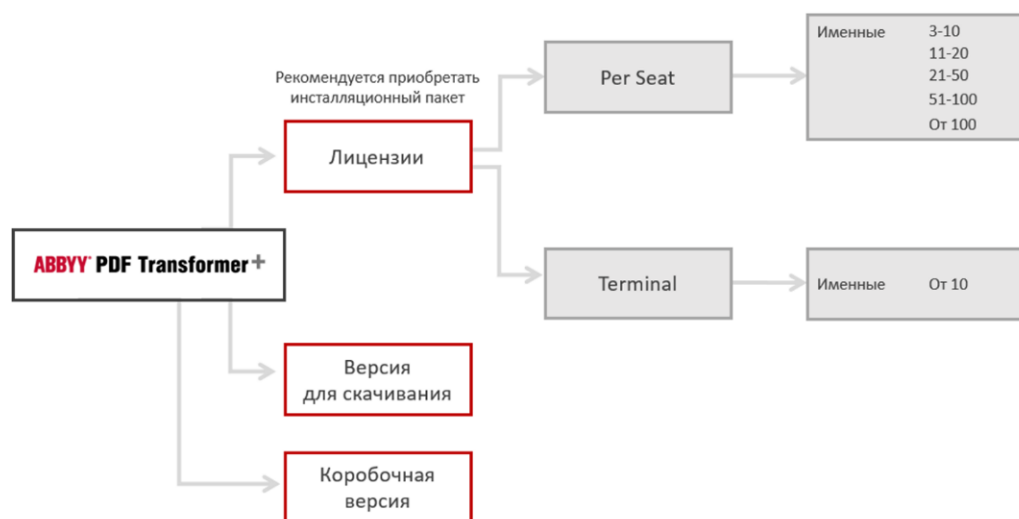 Рекомендуется приобретать
инсталляционный пакет
Лицензии
Per Seat
Именные 3-10
11-20
21-50
51-100
От 100
ABBYY® PDF Transformer+
Terminal
Именные От 10
Версия
для скачивания
Коробочная
версия